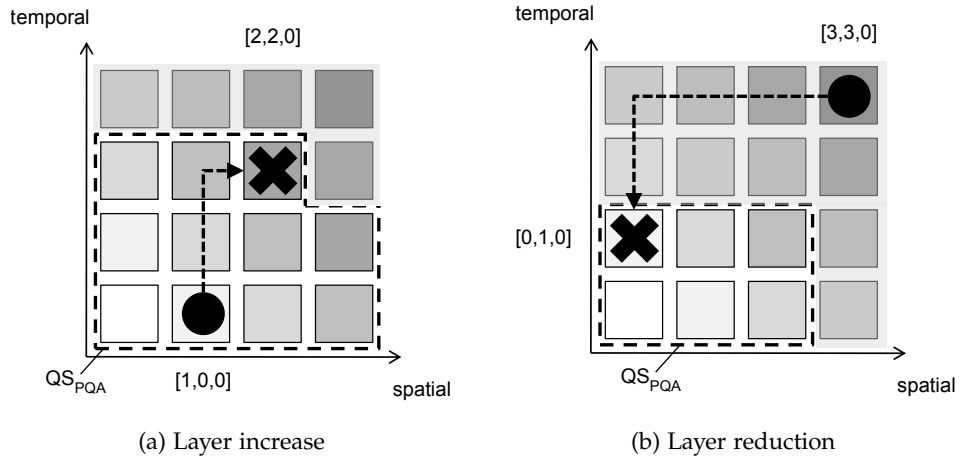 temporal
[2,2,0]
QS_PQA
[1,0,0]
spatial
(a) Layer increase
temporal
[3,3,0]
[0,1,0]
QS_PQA
spatial
(b) Layer reduction